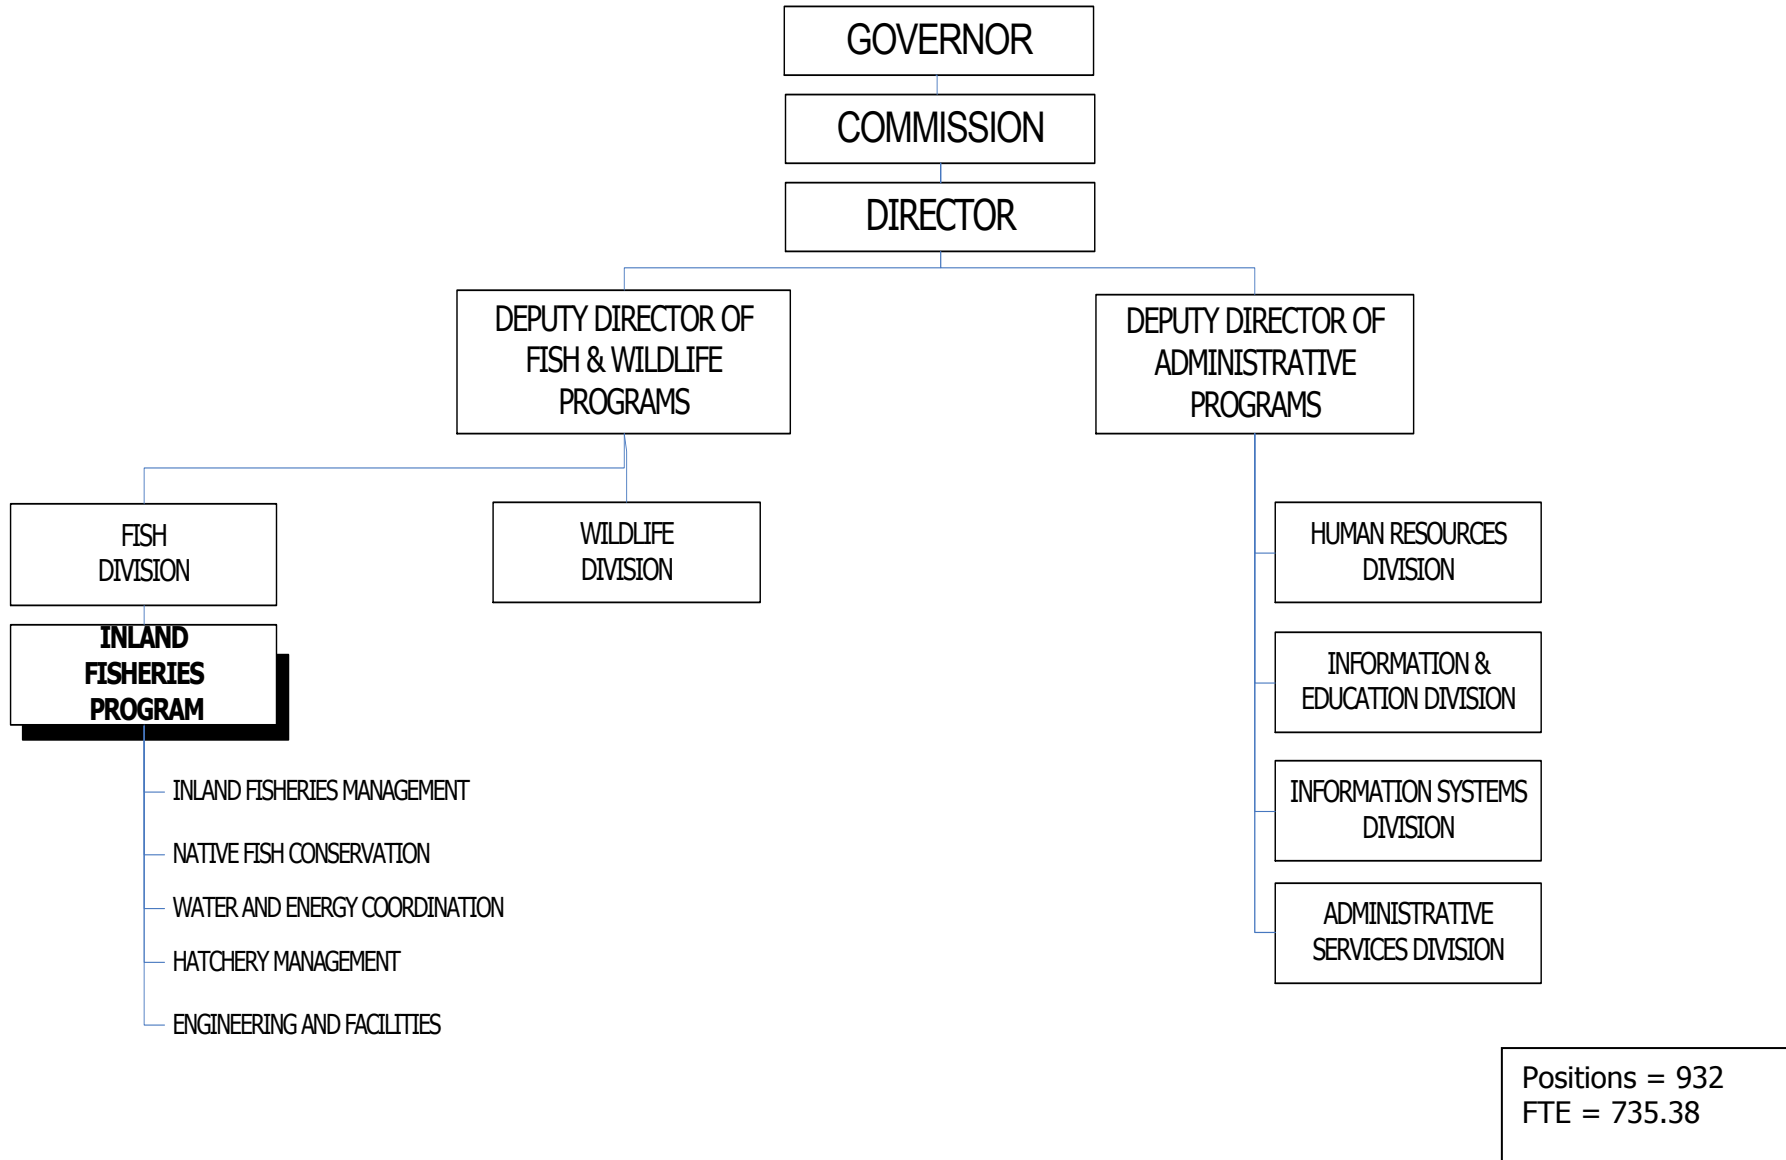 GOVERNOR
COMMISSION
DIRECTOR
DEPUTY DIRECTOR OF
FISH & WILDLIFE
PROGRAMS
DEPUTY DIRECTOR OF
ADMINISTRATIVE
PROGRAMS
FISH
DIVISION
WILDLIFE
DIVISION
INLAND
FISHERIES
PROGRAM
INLAND FISHERIES MANAGEMENT
NATIVE FISH CONSERVATION
WATER AND ENERGY COORDINATION
HATCHERY MANAGEMENT
ENGINEERING AND FACILITIES
HUMAN RESOURCES
DIVISION
INFORMATION &
EDUCATION DIVISION
INFORMATION SYSTEMS
DIVISION
ADMINISTRATIVE
SERVICES DIVISION
Positions = 932
FTE = 735.38